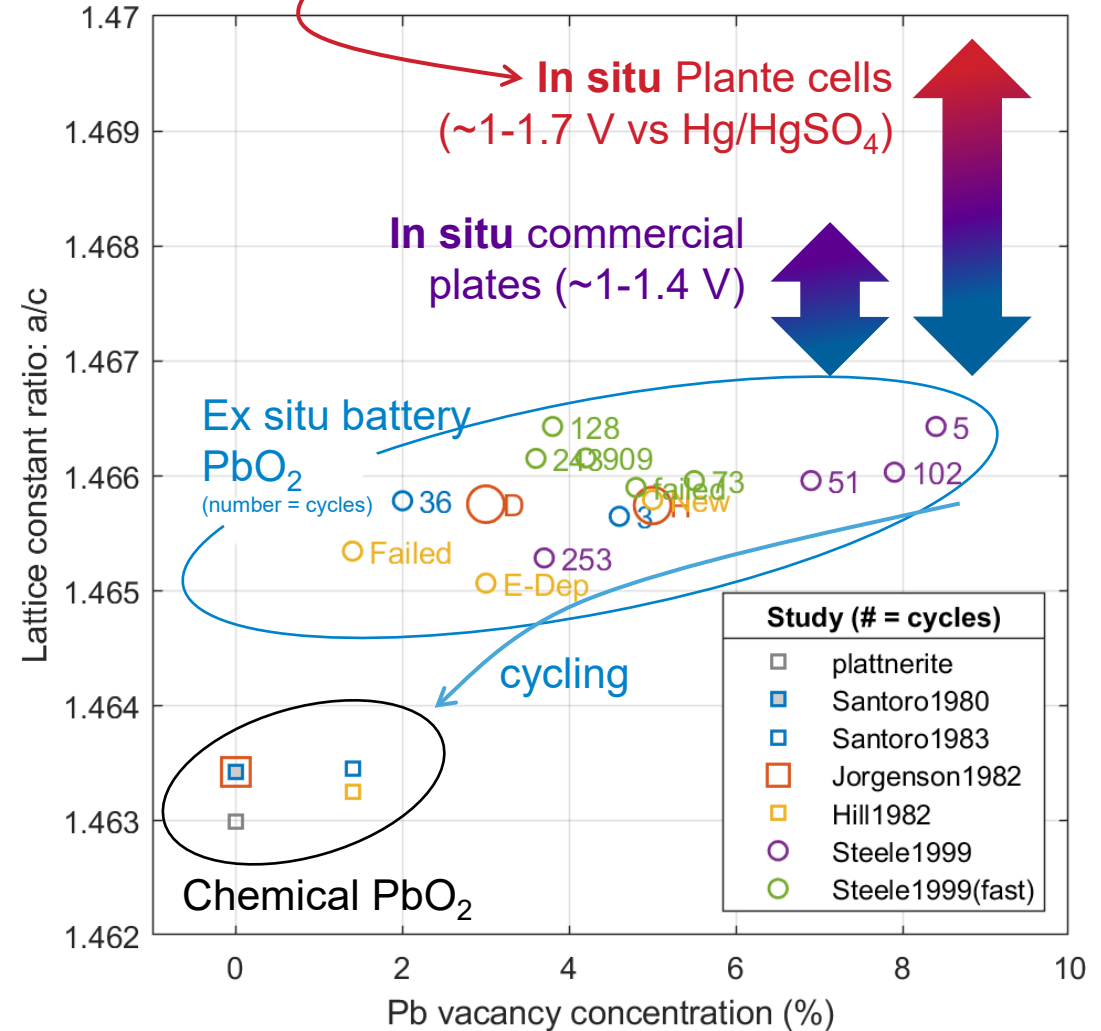 1.47
1.469
1.468
1.467
1.466
1.465
1.464
1.463
1.462
Lattice constant ratio: a/c
In situ Plante cells
(~1-1.7 V vs Hg/HgSO₄)
In situ commercial
plates (~1-1.4 V)
Ex situ battery
PbO₂
(number = cycles)
128
243
909
failed
73
New
H
36
D
3
5
51
102
Failed
253
E-Dep
cycling
Chemical PbO₂
Study (# = cycles)
plattnerite
Santoro1980
Santoro1983
Jorgenson1982
Hill1982
Steele1999
Steele1999(fast)
0 2 4 6 8 10
Pb vacancy concentration (%)